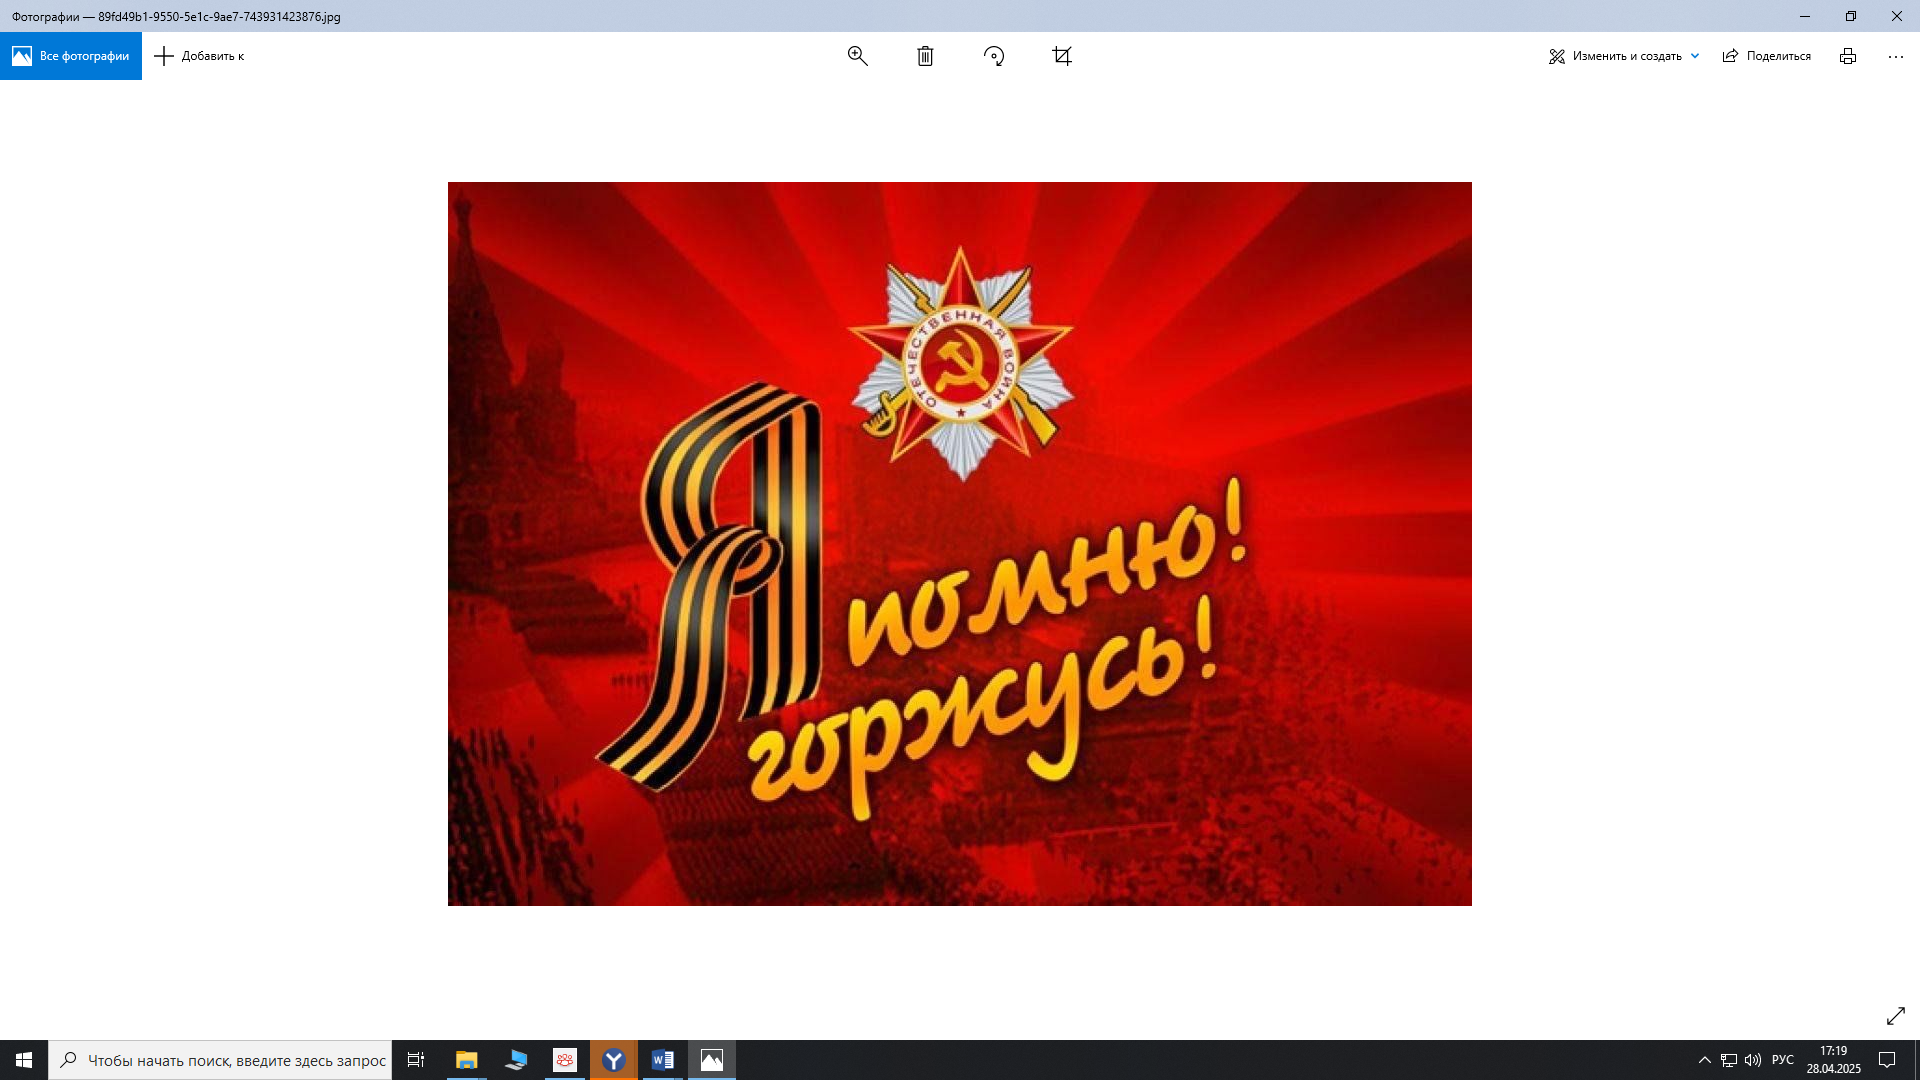 Фотографии — 89fd49b1-9550-5e1c-9ae7-743931423876.jpg
Все фотографии
Добавить к
Изменить и создать
Поделиться
ОТЕЧЕСТВЕННАЯ ВОЙНА
Я помню!
горжусь!
Чтобы начать поиск, введите здесь запрос
W
РУС
17:19
28.04.2025